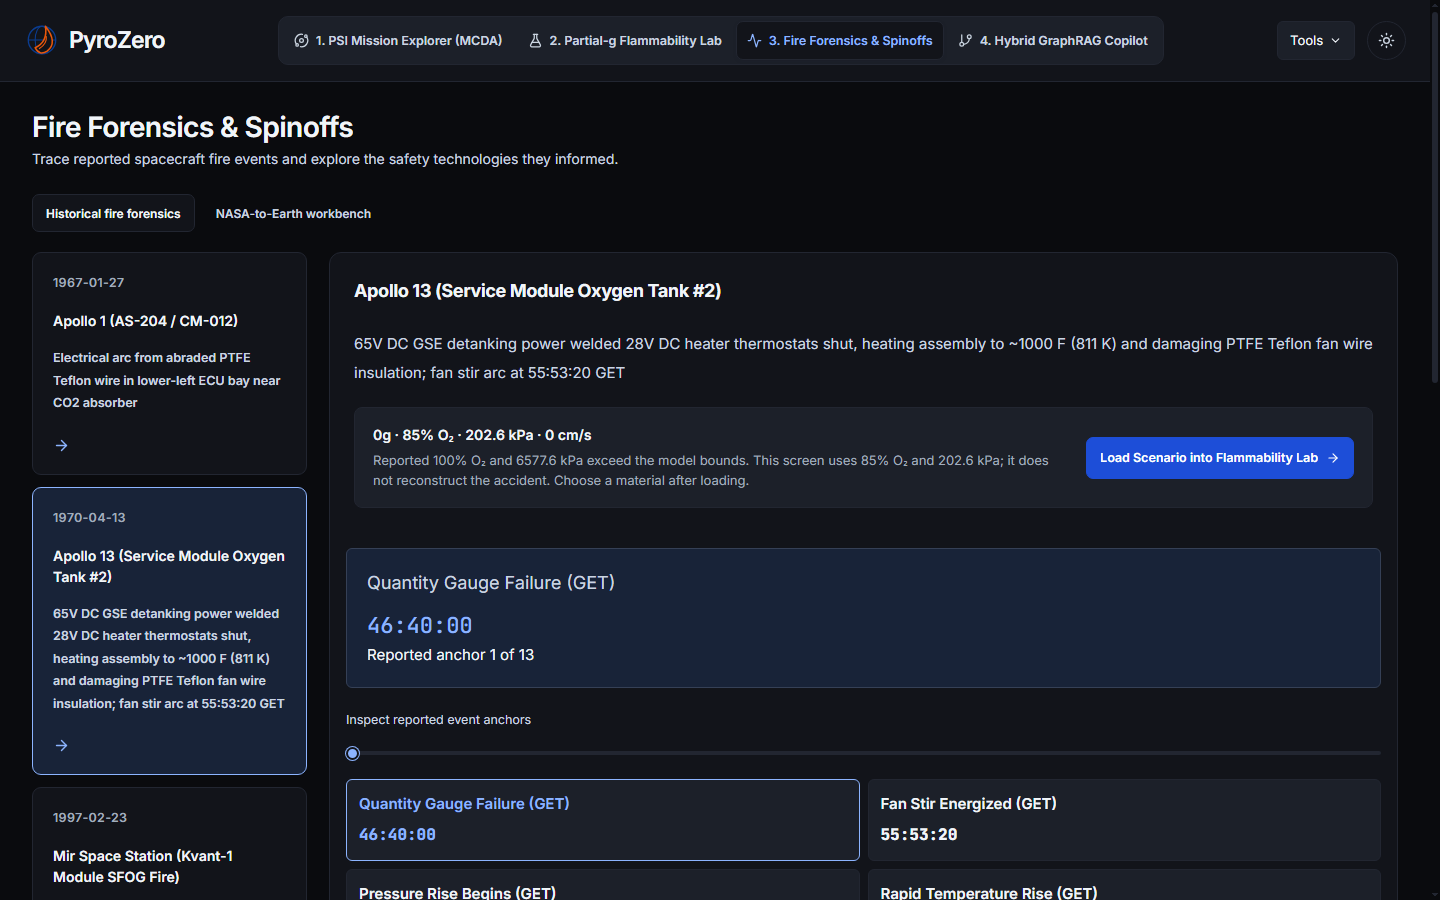 PyroZero
1. PSI Mission Explorer (MCDA)
2. Partial-g Flammability Lab
3. Fire Forensics & Spinoffs
4. Hybrid GraphRAG Copilot
Tools
Fire Forensics & Spinoffs
Trace reported spacecraft fire events and explore the safety technologies they informed.
Historical fire forensics
NASA-to-Earth workbench
1967-01-27
Apollo 1 (AS-204 / CM-012)
Electrical arc from abraded PTFE
Teflon wire in lower-left ECU bay near
CO2 absorber
1970-04-13
Apollo 13 (Service Module Oxygen
Tank #2)
65V DC GSE detanking power welded
28V DC heater thermostats shut,
heating assembly to ~1000 F (811 K)
and damaging PTFE Teflon fan wire
insulation; fan stir arc at 55:53:20 GET
1997-02-23
Mir Space Station (Kvant-1
Module SFOG Fire)
Apollo 13 (Service Module Oxygen Tank #2)
65V DC GSE detanking power welded 28V DC heater thermostats shut, heating assembly to ~1000 F (811 K) and damaging PTFE Teflon fan wire
insulation; fan stir arc at 55:53:20 GET
0g · 85% O₂ · 202.6 kPa · 0 cm/s
Reported 100% O₂ and 6577.6 kPa exceed the model bounds. This screen uses 85% O₂ and 202.6 kPa; it does
not reconstruct the accident. Choose a material after loading.
Load Scenario into Flammability Lab
Quantity Gauge Failure (GET)
46:40:00
Reported anchor 1 of 13
Inspect reported event anchors
Quantity Gauge Failure (GET)
46:40:00
Fan Stir Energized (GET)
55:53:20
Pressure Rise Begins (GET)
Rapid Temperature Rise (GET)